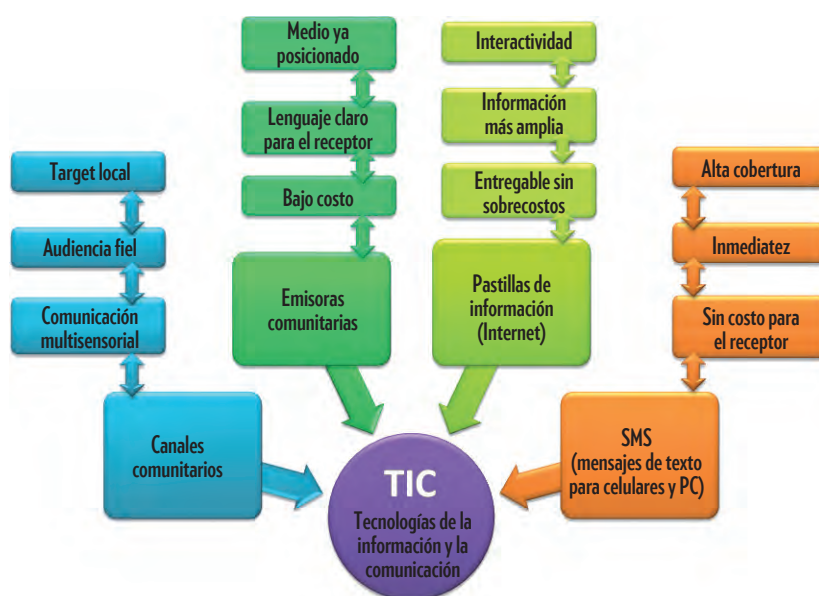 Target local
Audiencia fiel
Comunicación
multisensorial
Canales
comunitarios
Medio ya
posicionado
Lenguaje claro
para el receptor
Bajo costo
Emisoras
comunitarias
Interactividad
Información
más amplia
Entregable sin
sobrecostos
Pastillas de
información
(Internet)
Alta cobertura
Inmediatez
Sin costo para
el receptor
SMS
(mensajes de texto
para celulares y PC)
TIC
Tecnologías de la
información y la
comunicación